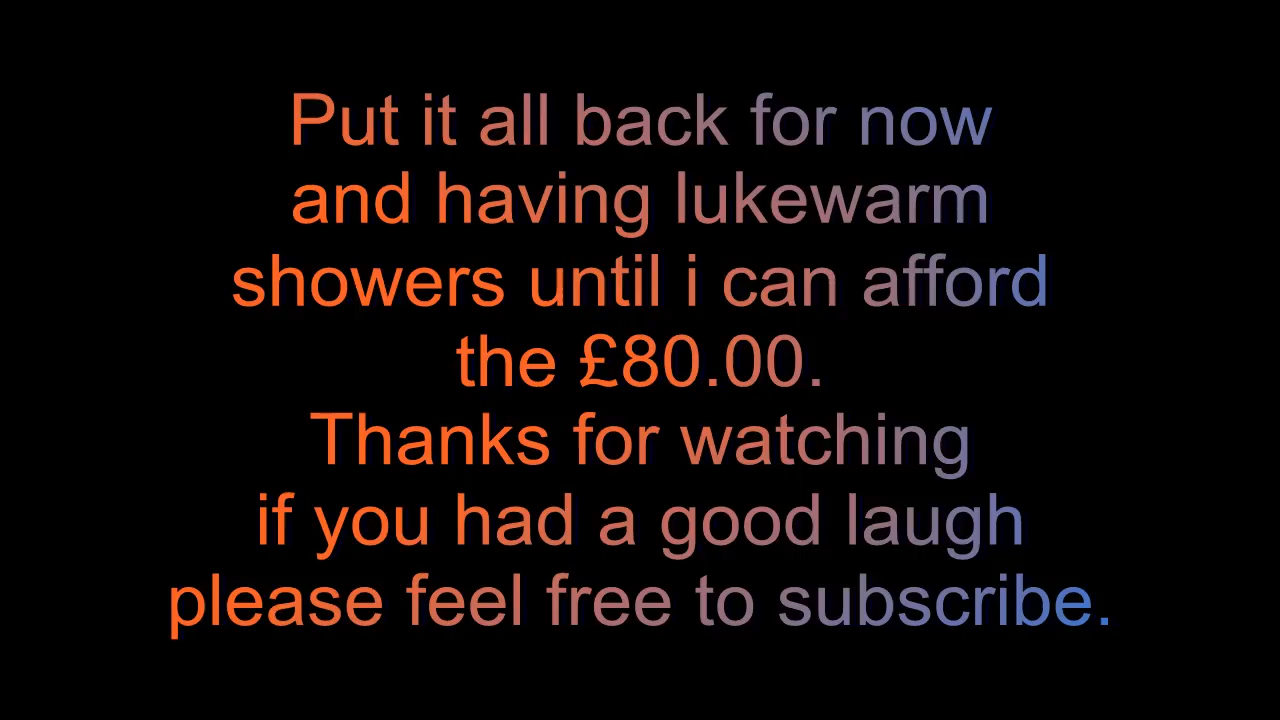 Put it all back for now
and having lukewarm
showers until i can afford
the £80.00.
Thanks for watching
if you had a good laugh
please feel free to subscribe.